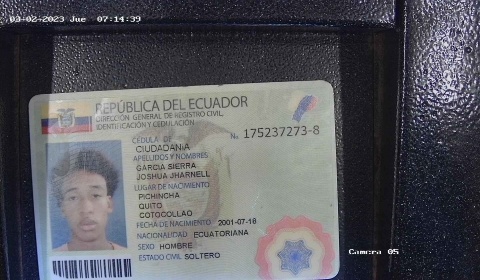 03-02-2023 Jue 07:14:39
REPÚBLICA DEL ECUADOR
DIRECCIÓN GENERAL DE REGISTRO CIVIL,
IDENTIFICACIÓN Y CEDULACIÓN
No. 175237273-8
CÉDULA DE
CIUDADANÍA
APELLIDOS Y NOMBRES
GARCIA SIERRA
JOSHUA JHARNELL
LUGAR DE NACIMIENTO
PICHINCHA
QUITO
COTOCOLLAO
FECHA DE NACIMIENTO 2001-07-18
NACIONALIDAD ECUATORIANA
SEXO HOMBRE
ESTADO CIVIL SOLTERO
Camera 05